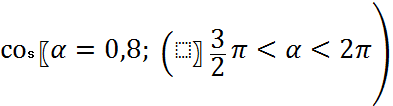 cos⟦α = 0,8; (⬚⟧ 3/2 π < α < 2π)